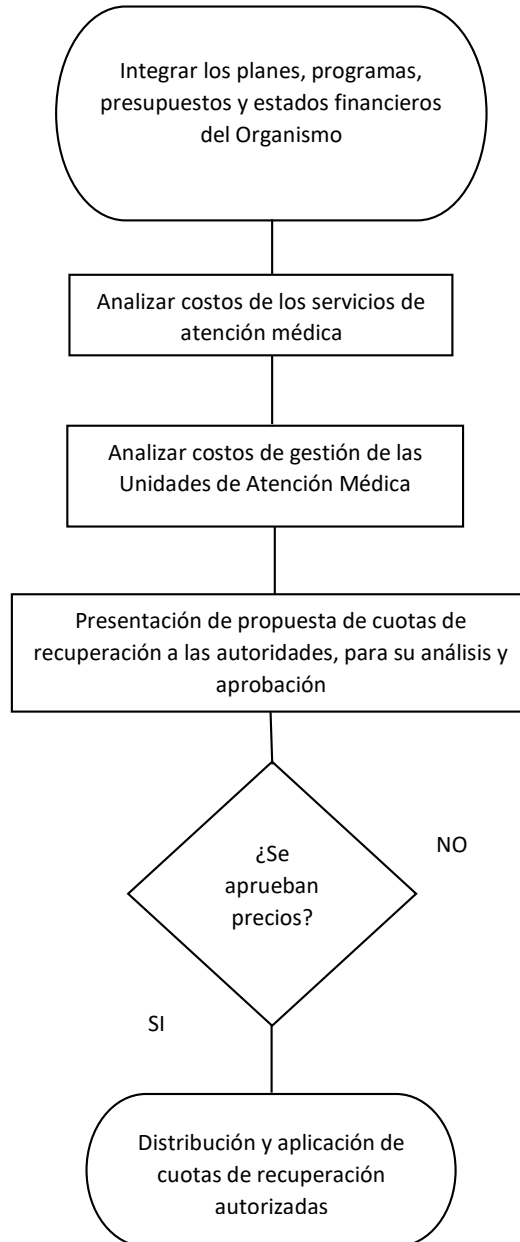 Integrar los planes, programas,
presupuestos y estados financieros
del Organismo
Analizar costos de los servicios de
atención médica
Analizar costos de gestión de las
Unidades de Atención Médica
Presentación de propuesta de cuotas de
recuperación a las autoridades, para su análisis y
aprobación
¿Se
aprueban
precios?
NO
SI
Distribución y aplicación de
cuotas de recuperación
autorizadas